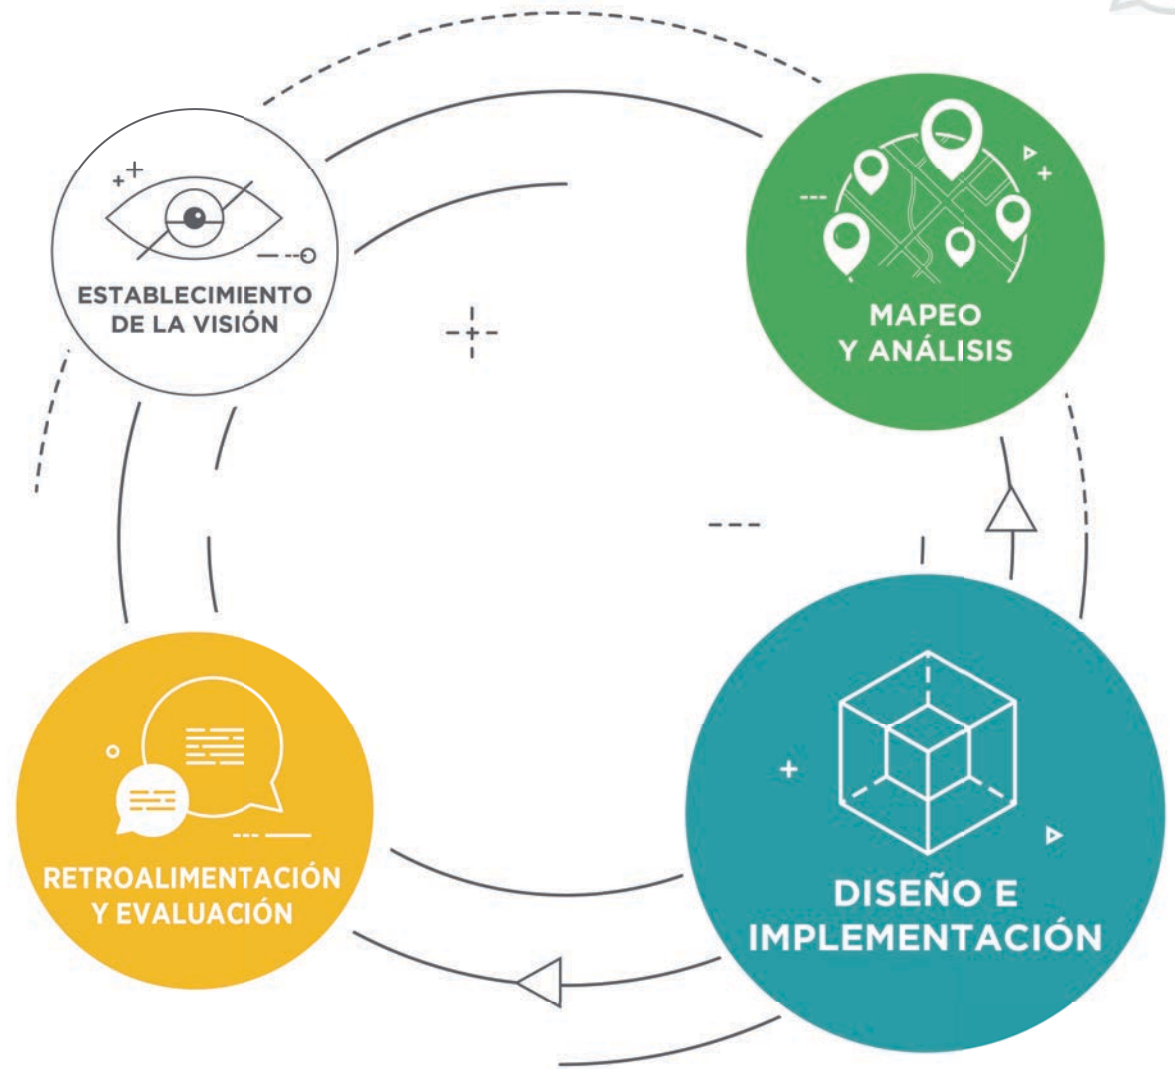 ESTABLECIMIENTO
DE LA VISIÓN
MAPEO
Y ANÁLISIS
RETROALIMENTACIÓN
Y EVALUACIÓN
DISEÑO E
IMPLEMENTACIÓN